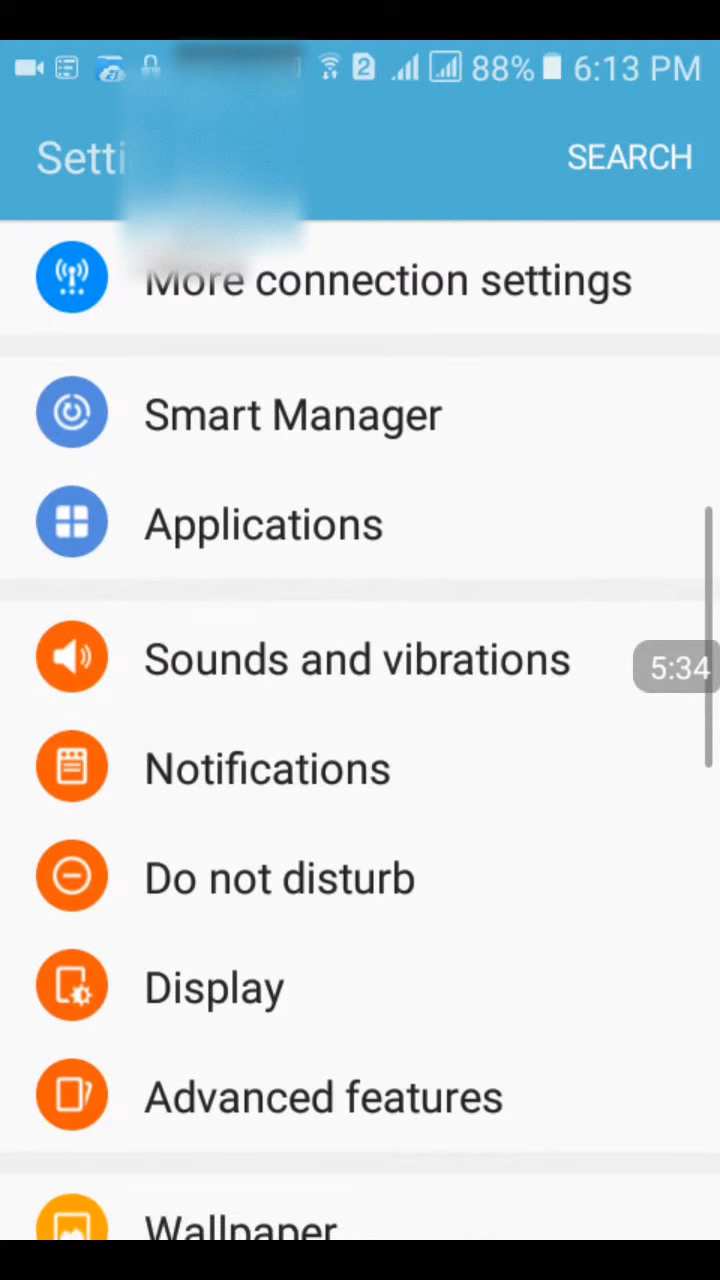 2 88% 6:13 PM
Setti SEARCH
More connection settings
Smart Manager
Applications
Sounds and vibrations
5:34
Notifications
Do not disturb
Display
Advanced features
Wallpaper